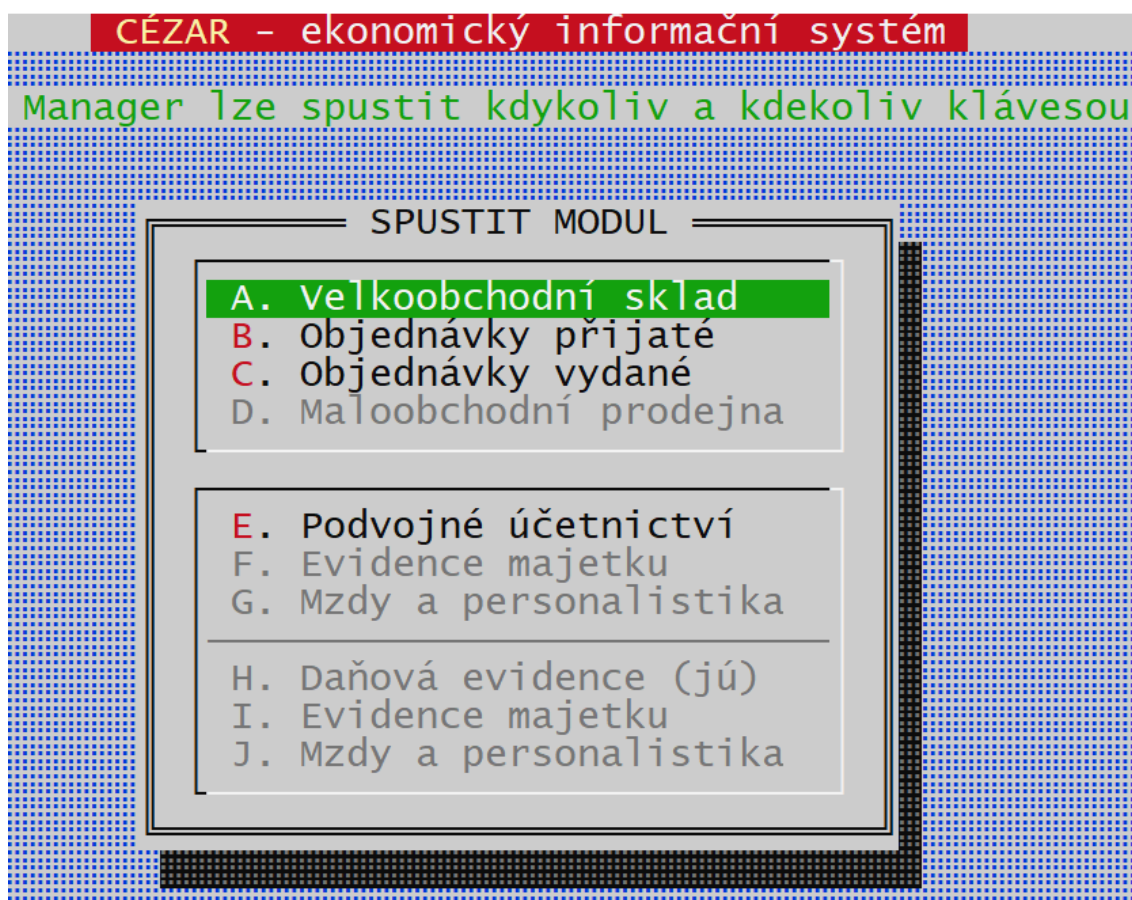 CÉZAR – ekonomický informační systém
Manager lze spustit kdykoliv a kdekoliv klávesou
SPUSTIT MODUL
A. Velkoobchodní sklad
B. Objednávky přijaté
C. Objednávky vydané
D. Maloobchodní prodejna
E. Podvojné účetnictví
F. Evidence majetku
G. Mzdy a personalistika
H. Daňová evidence (jú)
I. Evidence majetku
J. Mzdy a personalistika